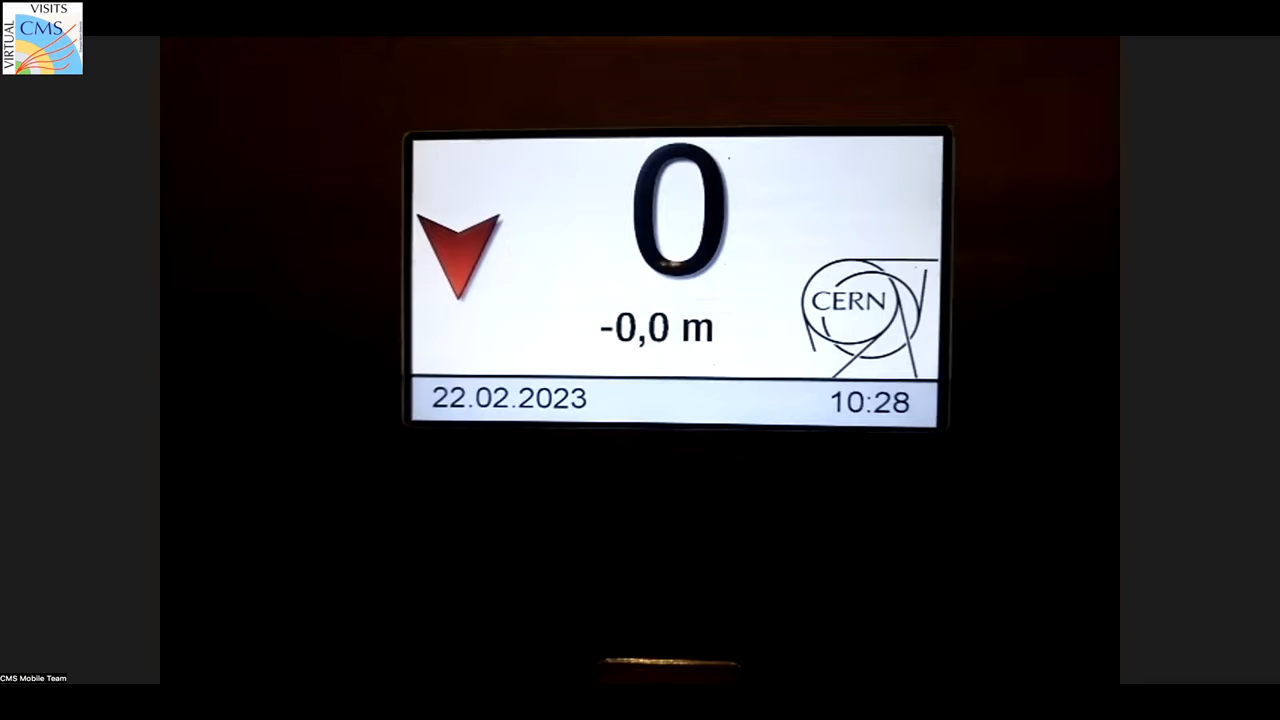 VISITS
VIRTUAL
CMS
0
-0,0 m
CERN
22.02.2023
10:28
CMS Mobile Team